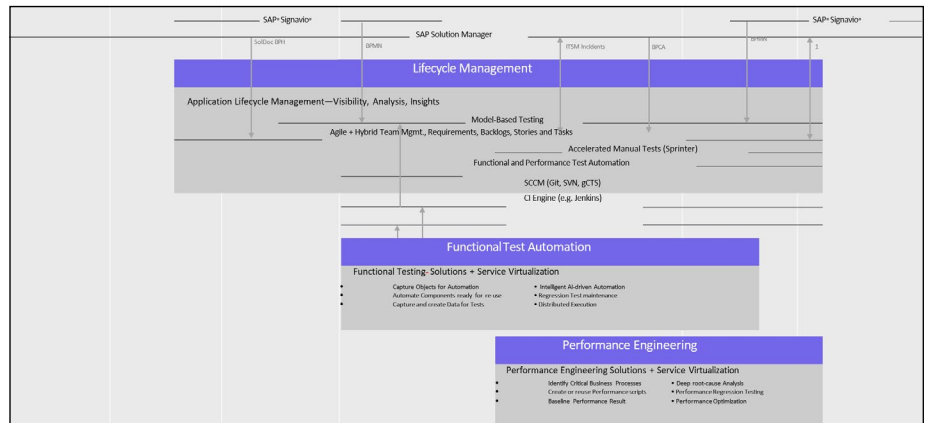 SAP® Signavio®
SAP® Signavio®
SAP Solution Manager
SolDoc BPH
BPMN
ITSM Incidents
BPCA
BPMN
1
Lifecycle Management
Application Lifecycle Management—Visibility, Analysis, Insights
Model-Based Testing
Agile + Hybrid Team Mgmt., Requirements, Backlogs, Stories and Tasks
Accelerated Manual Tests (Sprinter)
Functional and Performance Test Automation
SCCM (Git, SVN, gCTS)
CI Engine (e.g. Jenkins)
Functional Test Automation
Functional Testing- Solutions + Service Virtualization
• Capture Objects for Automation • Intelligent AI-driven Automation
• Automate Components ready for re use • Regression Test maintenance
• Capture and create Data for Tests • Distributed Execution
Performance Engineering
Performance Engineering Solutions + Service Virtualization
• Identify Critical Business Processes • Deep root-cause Analysis
• Create or reuse Performance scripts • Performance Regression Testing
• Baseline Performance Result • Performance Optimization